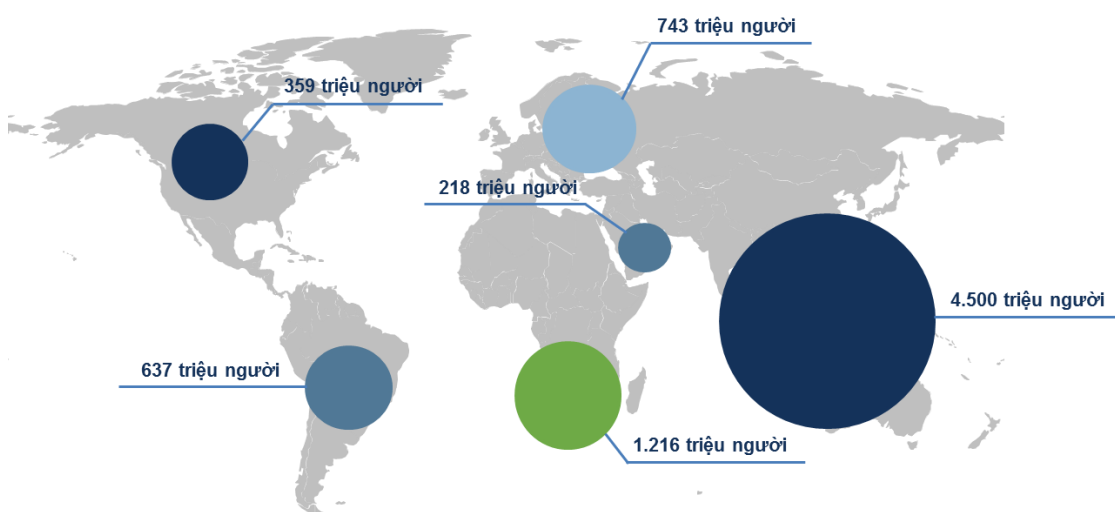 743 triệu người
359 triệu người
218 triệu người
4.500 triệu người
637 triệu người
1.216 triệu người